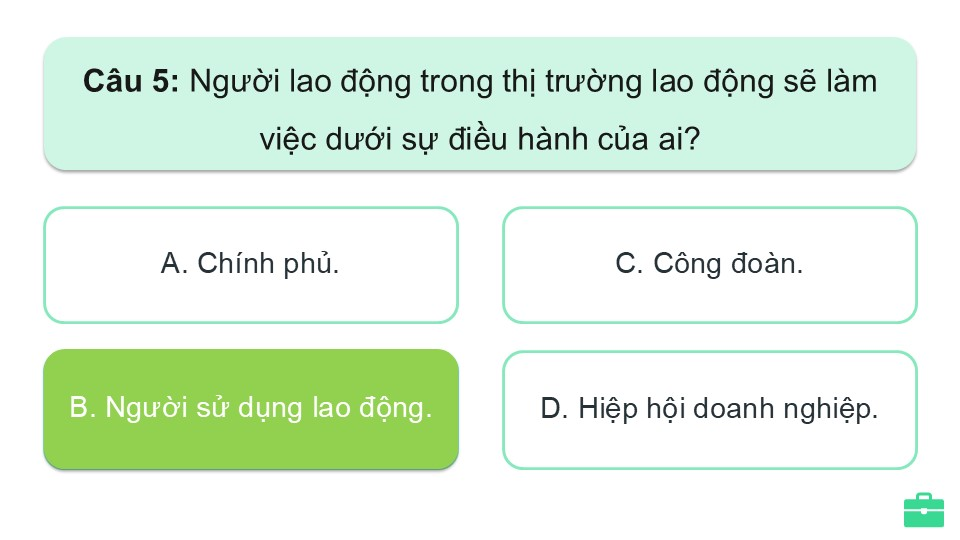 Câu 5: Người lao động trong thị trường lao động sẽ làm
việc dưới sự điều hành của ai?
A. Chính phủ.
C. Công đoàn.
B. Người sử dụng lao động.
D. Hiệp hội doanh nghiệp.